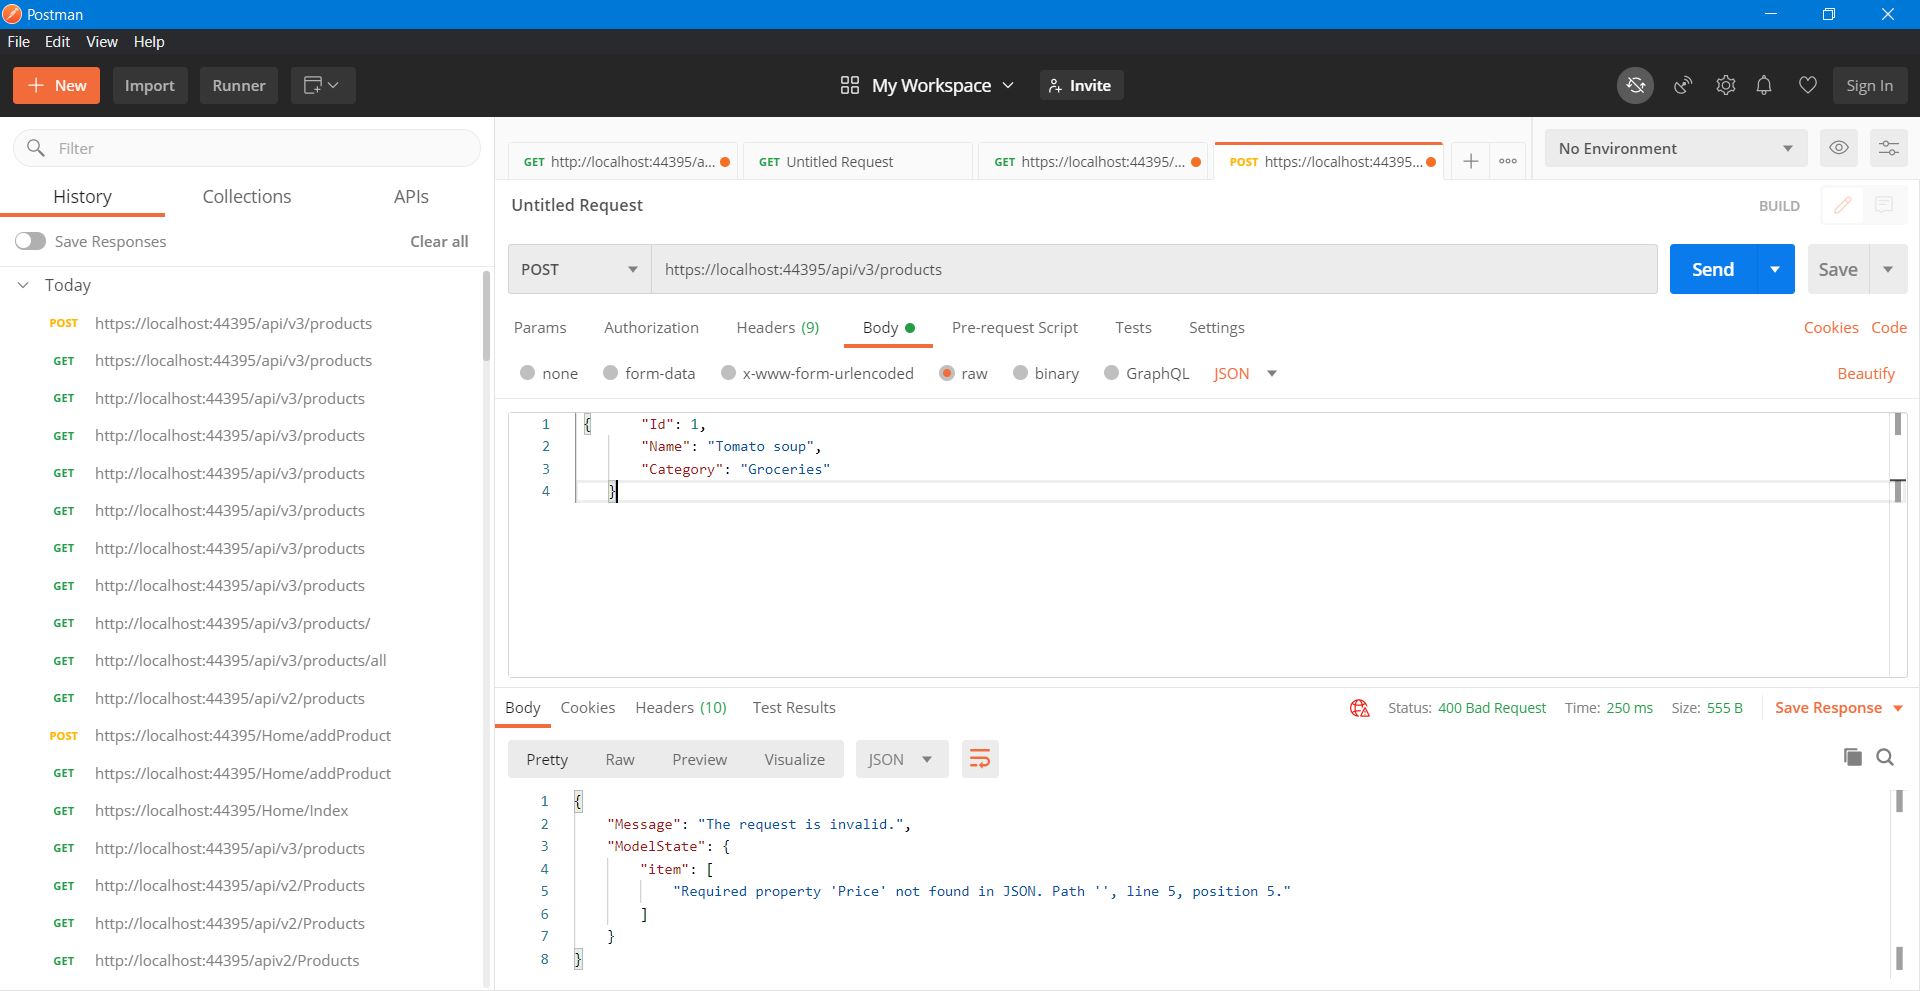 Postman
File Edit View Help
New Import Runner My Workspace Invite Sign In
Filter
History Collections APIs
Save Responses Clear all
Today
POST https://localhost:44395/api/v3/products
GET https://localhost:44395/api/v3/products
GET http://localhost:44395/api/v3/products
GET http://localhost:44395/api/v3/products
GET http://localhost:44395/api/v3/products
GET http://localhost:44395/api/v3/products
GET http://localhost:44395/api/v3/products
GET http://localhost:44395/api/v3/products
GET http://localhost:44395/api/v3/products/
GET http://localhost:44395/api/v3/products/all
GET http://localhost:44395/api/v2/products
POST https://localhost:44395/Home/addProduct
GET https://localhost:44395/Home/addProduct
GET https://localhost:44395/Home/Index
GET http://localhost:44395/api/v3/products
GET http://localhost:44395/api/v2/Products
GET http://localhost:44395/api/v2/Products
GET http://localhost:44395/apiv2/Products
GET http://localhost:44395/a... GET Untitled Request GET https://localhost:44395/... POST https://localhost:44395...
No Environment
Untitled Request BUILD
POST https://localhost:44395/api/v3/products Send Save
Params Authorization Headers (9) Body Pre-request Script Tests Settings Cookies Code
none form-data x-www-form-urlencoded raw binary GraphQL JSON Beautify
1 { "Id": 1,
2 "Name": "Tomato soup",
3 "Category": "Groceries"
4 }
Body Cookies Headers (10) Test Results Status: 400 Bad Request Time: 250 ms Size: 555 B Save Response
Pretty Raw Preview Visualize JSON
1 {
2 "Message": "The request is invalid.",
3 "ModelState": {
4 "item": [
5 "Required property 'Price' not found in JSON. Path '', line 5, position 5."
6 ]
7 }
8 }